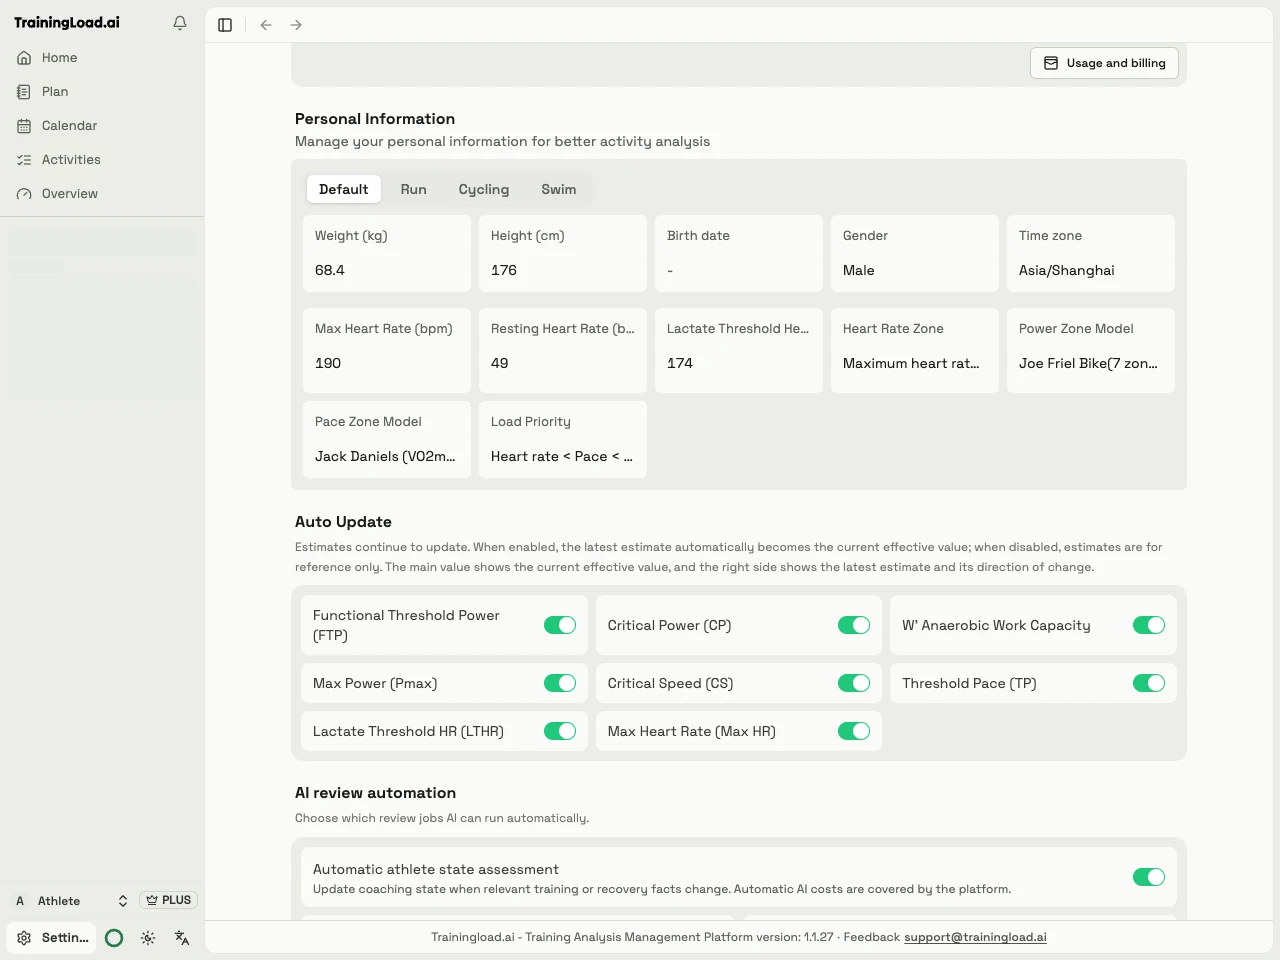 TrainingLoad.ai
Home
Plan
Calendar
Activities
Overview
Usage and billing
Personal Information
Manage your personal information for better activity analysis
Default Run Cycling Swim
Weight (kg) Height (cm) Birth date Gender Time zone
68.4 176 - Male Asia/Shanghai
Max Heart Rate (bpm) Resting Heart Rate (b... Lactate Threshold He... Heart Rate Zone Power Zone Model
190 49 174 Maximum heart rat... Joe Friel Bike(7 zon...
Pace Zone Model Load Priority
Jack Daniels (VO2m... Heart rate < Pace < ...
Auto Update
Estimates continue to update. When enabled, the latest estimate automatically becomes the current effective value; when disabled, estimates are for
reference only. The main value shows the current effective value, and the right side shows the latest estimate and its direction of change.
Functional Threshold Power
(FTP)
Critical Power (CP)
W' Anaerobic Work Capacity
Max Power (Pmax) Critical Speed (CS) Threshold Pace (TP)
Lactate Threshold HR (LTHR) Max Heart Rate (Max HR)
AI review automation
Choose which review jobs AI can run automatically.
Automatic athlete state assessment
Update coaching state when relevant training or recovery facts change. Automatic AI costs are covered by the platform.
A Athlete PLUS
Settin...
Trainingload.ai - Training Analysis Management Platform version: 1.1.27 · Feedback support@trainingload.ai